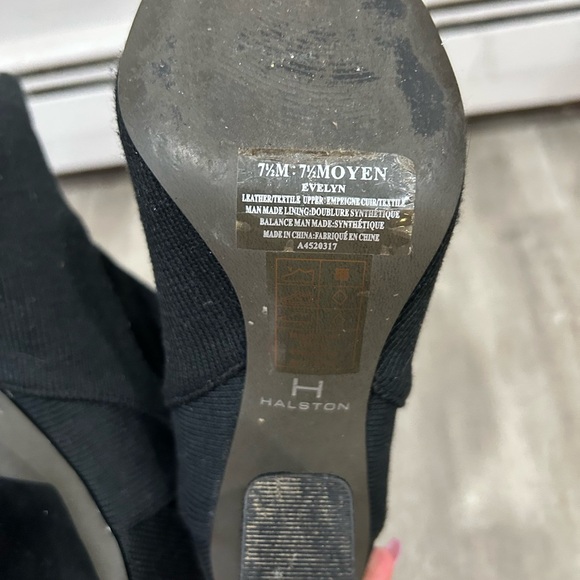 7½M · 7½MOYEN
EVELYN
LEATHER/TEXTILE UPPER: EMPEIGNE CUIR/TEXTILE
MAN MADE LINING:DOUBLURE SYNTHÉTIQUE
BALANCE MAN MADE:SYNTHÉTIQUE
MADE IN CHINA:FABRIQUÉ EN CHINE
A4520317
H
HALSTON